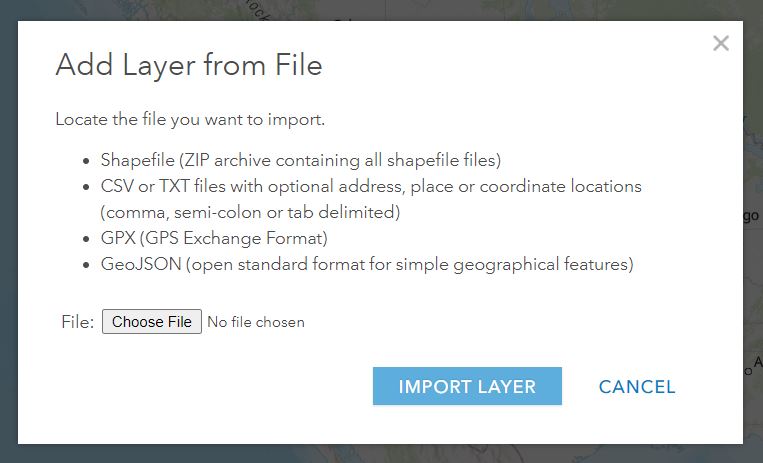 Add Layer from File
Locate the file you want to import.
• Shapefile (ZIP archive containing all shapefile files)
• CSV or TXT files with optional address, place or coordinate locations
(comma, semi-colon or tab delimited)
• GPX (GPS Exchange Format)
• GeoJSON (open standard format for simple geographical features)
File: Choose File No file chosen
IMPORT LAYER CANCEL